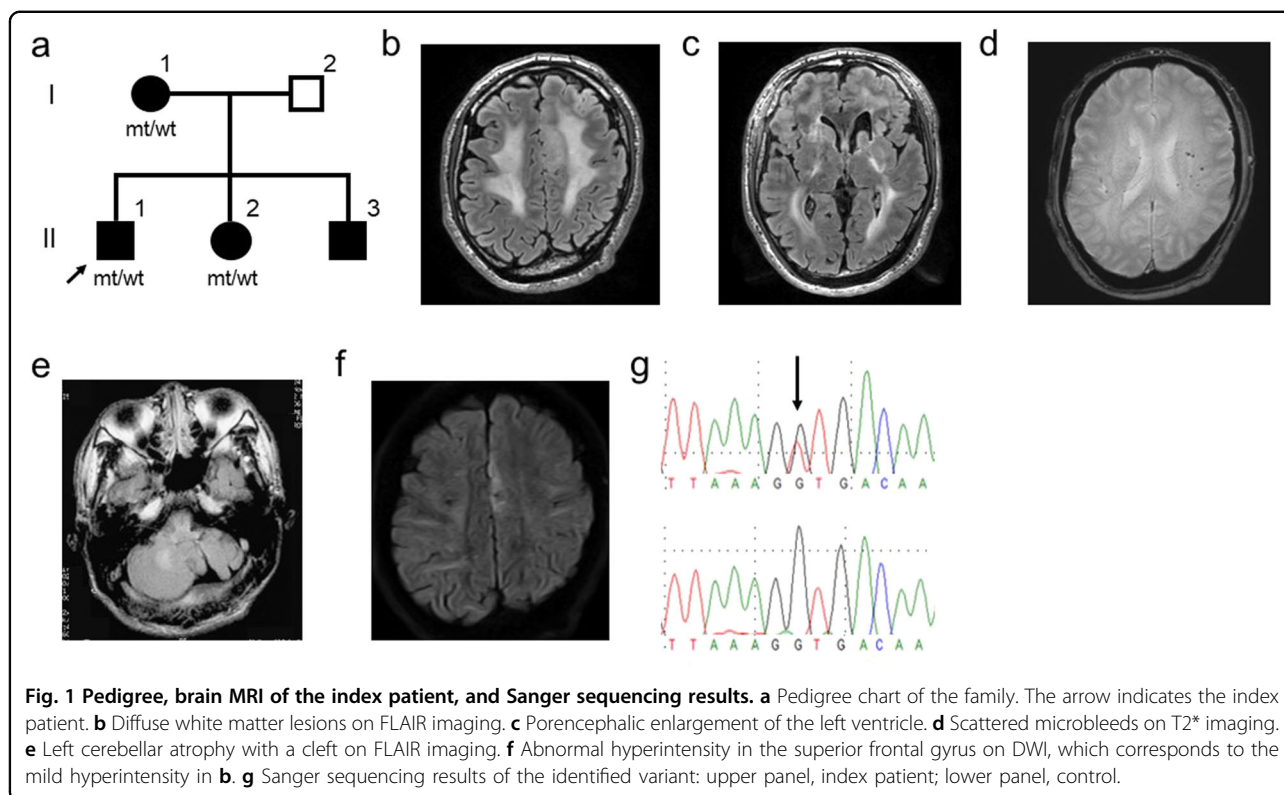 a
b
c
d
1
2
I
mt/wt
1
2
3
II
mt/wt
mt/wt
e
f
g
T T A A A G G T G A C A A
T T A A A G G T G A C A A
Fig. 1 Pedigree, brain MRI of the index patient, and Sanger sequencing results. a Pedigree chart of the family. The arrow indicates the index
patient. b Diffuse white matter lesions on FLAIR imaging. c Porencephalic enlargement of the left ventricle. d Scattered microbleeds on T2* imaging.
e Left cerebellar atrophy with a cleft on FLAIR imaging. f Abnormal hyperintensity in the superior frontal gyrus on DWI, which corresponds to the
mild hyperintensity in b. g Sanger sequencing results of the identified variant: upper panel, index patient; lower panel, control.